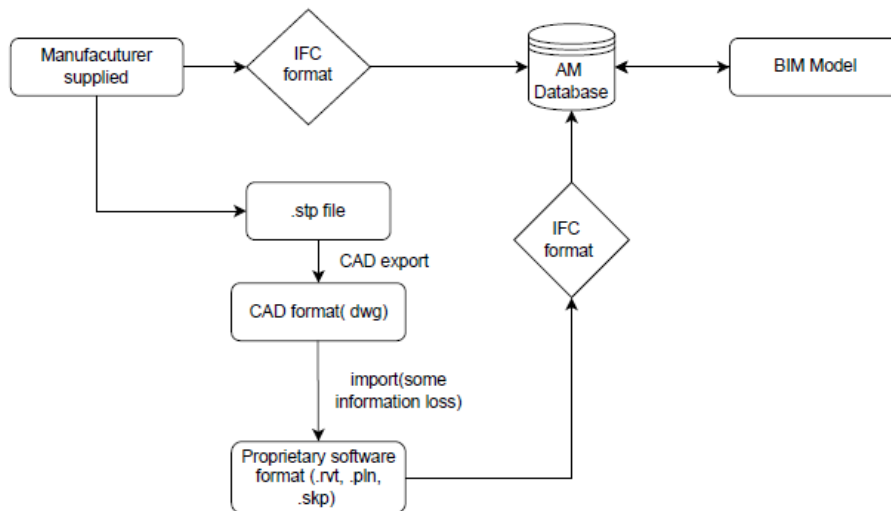 Manufacuturer
supplied
IFC
format
AM
Database
BIM Model
.stp file
IFC
format
CAD export
CAD format( dwg)
import(some
information loss)
Proprietary software
format (.rvt, .pln,
.skp)